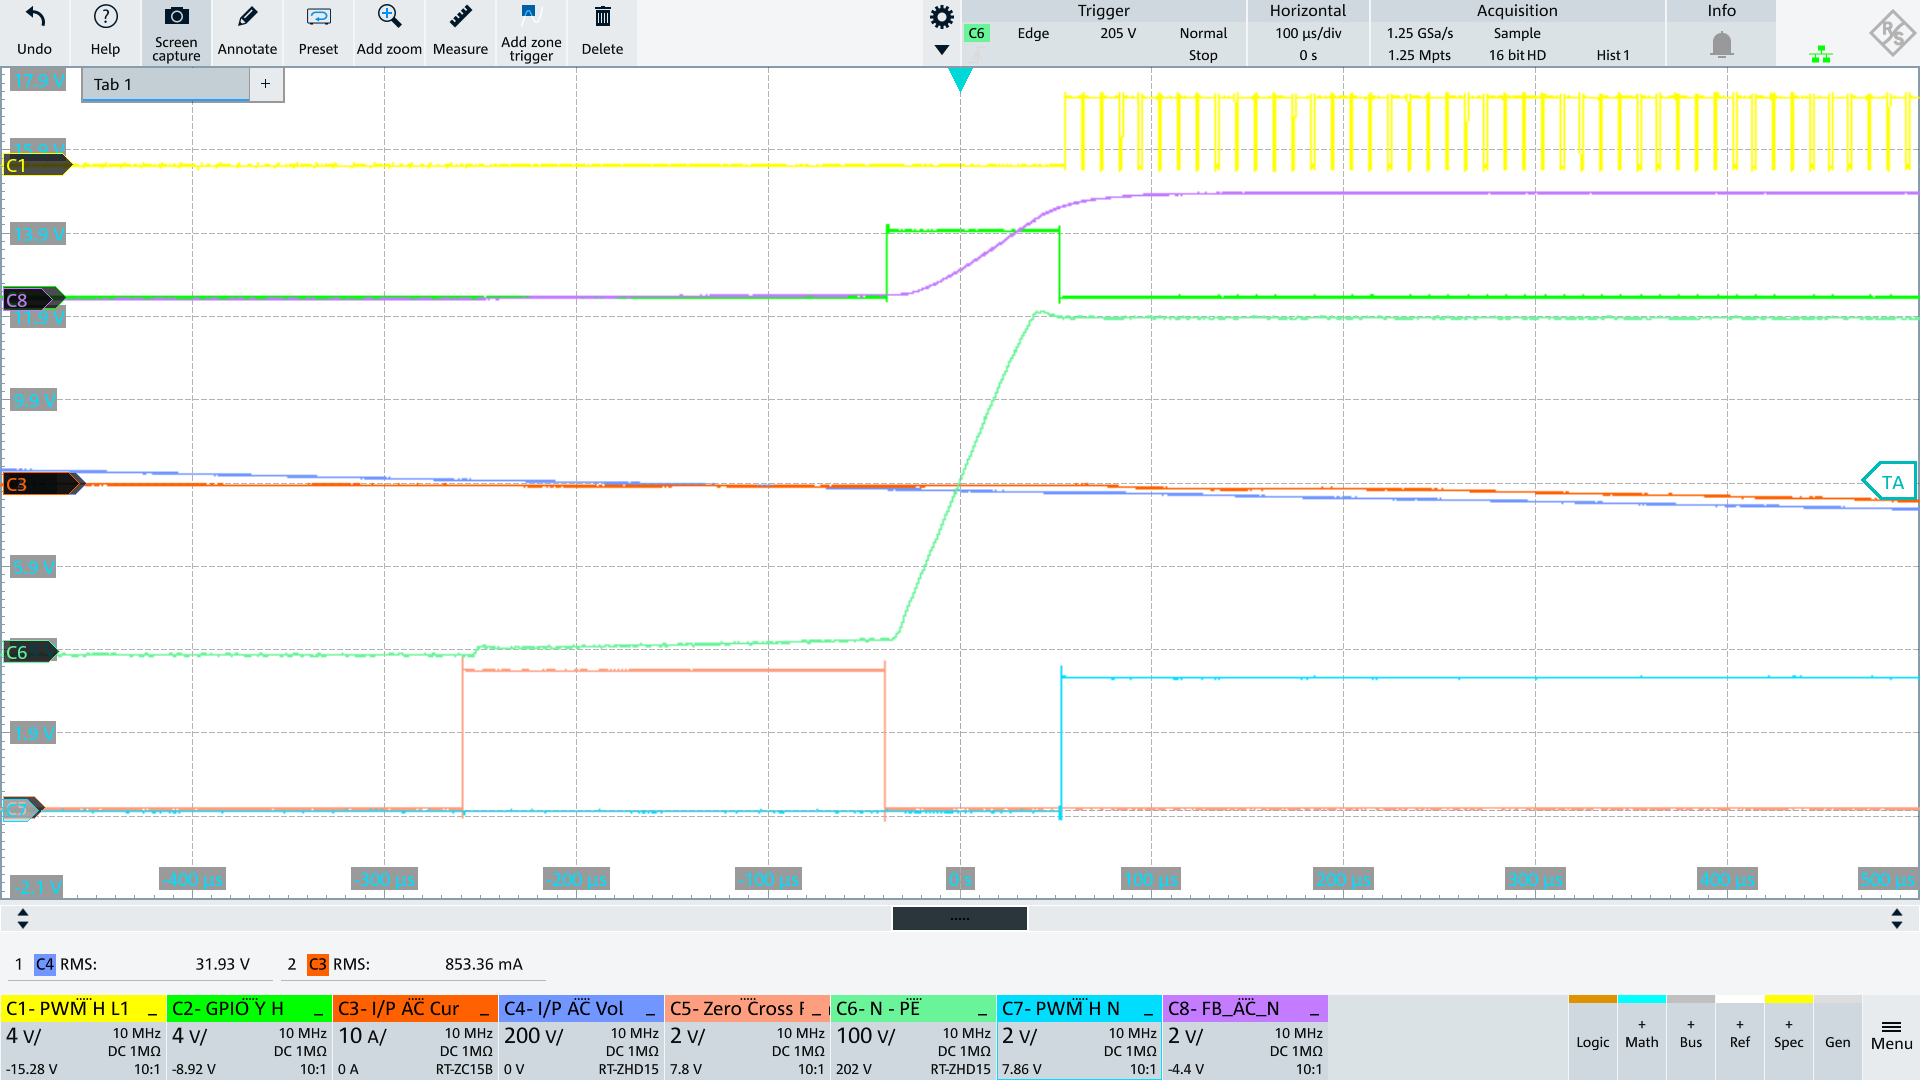 Undo
Help
Screen
capture
Annotate
Preset
Add zoom
Measure
Add zone
trigger
Delete
Trigger
C6 Edge 205 V Normal
Stop
Horizontal
100 µs/div
0 s
Acquisition
1.25 GSa/s Sample
1.25 Mpts 16 bit HD Hist 1
Info
Tab 1 +
17.9 V
15.9 V
C1
13.9 V
C8
11.9 V
9.9 V
C3
TA
5.9 V
C6
1.9 V
C7
-2.1 V
-400 µs
-300 µs
-200 µs
-100 µs
0 s
100 µs
200 µs
300 µs
400 µs
500 µs
1 C4 RMS: 31.93 V 2 C3 RMS: 853.36 mA
C1- PWM H L1
4 V/ 10 MHz
DC 1MΩ
-15.28 V 10:1
C2- GPIO Y H
4 V/ 10 MHz
DC 1MΩ
-8.92 V 10:1
C3- I/P AC Cur
10 A/ 10 MHz
DC 1MΩ
0 A RT-ZC15B
C4- I/P AC Vol
200 V/ 10 MHz
DC 1MΩ
0 V RT-ZHD15
C5- Zero Cross
2 V/ 10 MHz
DC 1MΩ
7.8 V 10:1
C6- N - PE
100 V/ 10 MHz
DC 1MΩ
202 V RT-ZHD15
C7- PWM H N
2 V/ 10 MHz
DC 1MΩ
7.86 V 10:1
C8- FB_AC_N
2 V/ 10 MHz
DC 1MΩ
-4.4 V 10:1
Logic
+ Math
+ Bus
+ Ref
+ Spec
Gen
Menu